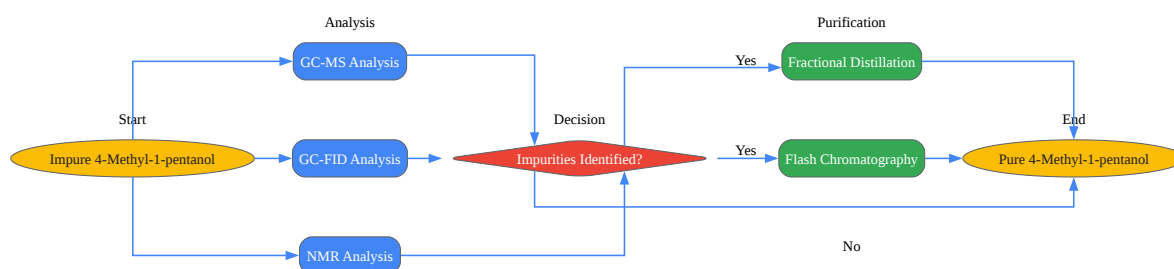 Analysis
Purification
GC-MS Analysis
Yes
Fractional Distillation
Start
Decision
End
Impure 4-Methyl-1-pentanol
GC-FID Analysis
Impurities Identified?
Yes
Flash Chromatography
Pure 4-Methyl-1-pentanol
NMR Analysis
No